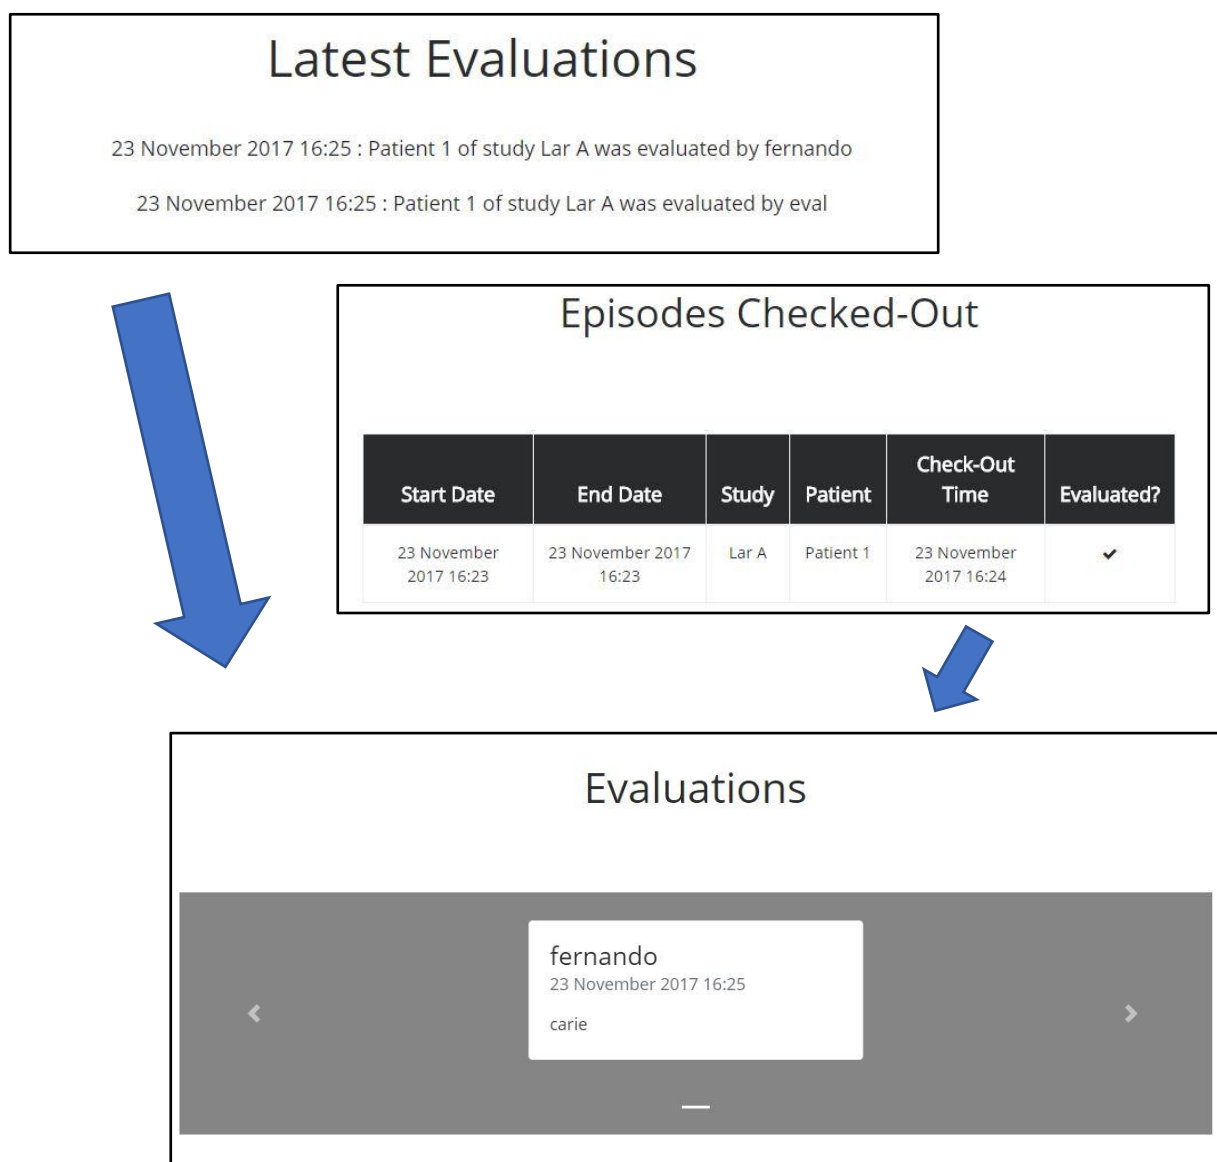 Latest Evaluations
23 November 2017 16:25 : Patient 1 of study Lar A was evaluated by fernando
23 November 2017 16:25 : Patient 1 of study Lar A was evaluated by eval
Episodes Checked-Out
Start Date End Date Study Patient Check-Out Time Evaluated?
23 November 2017 16:23 23 November 2017 16:23 Lar A Patient 1 23 November 2017 16:24 ✔
Evaluations
fernando
23 November 2017 16:25
carie